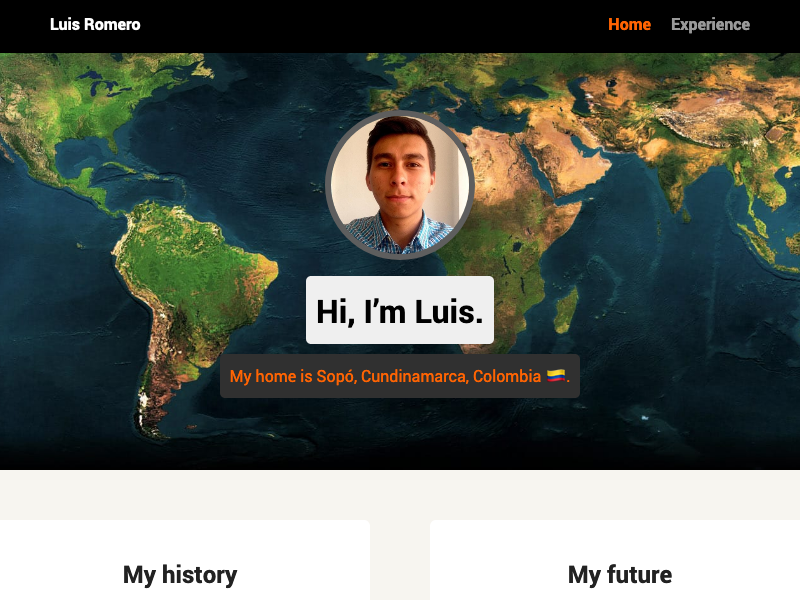 Luis Romero
Home
Experience
Hi, I’m Luis.
My home is Sopó, Cundinamarca, Colombia 🇨🇴.
My history
My future